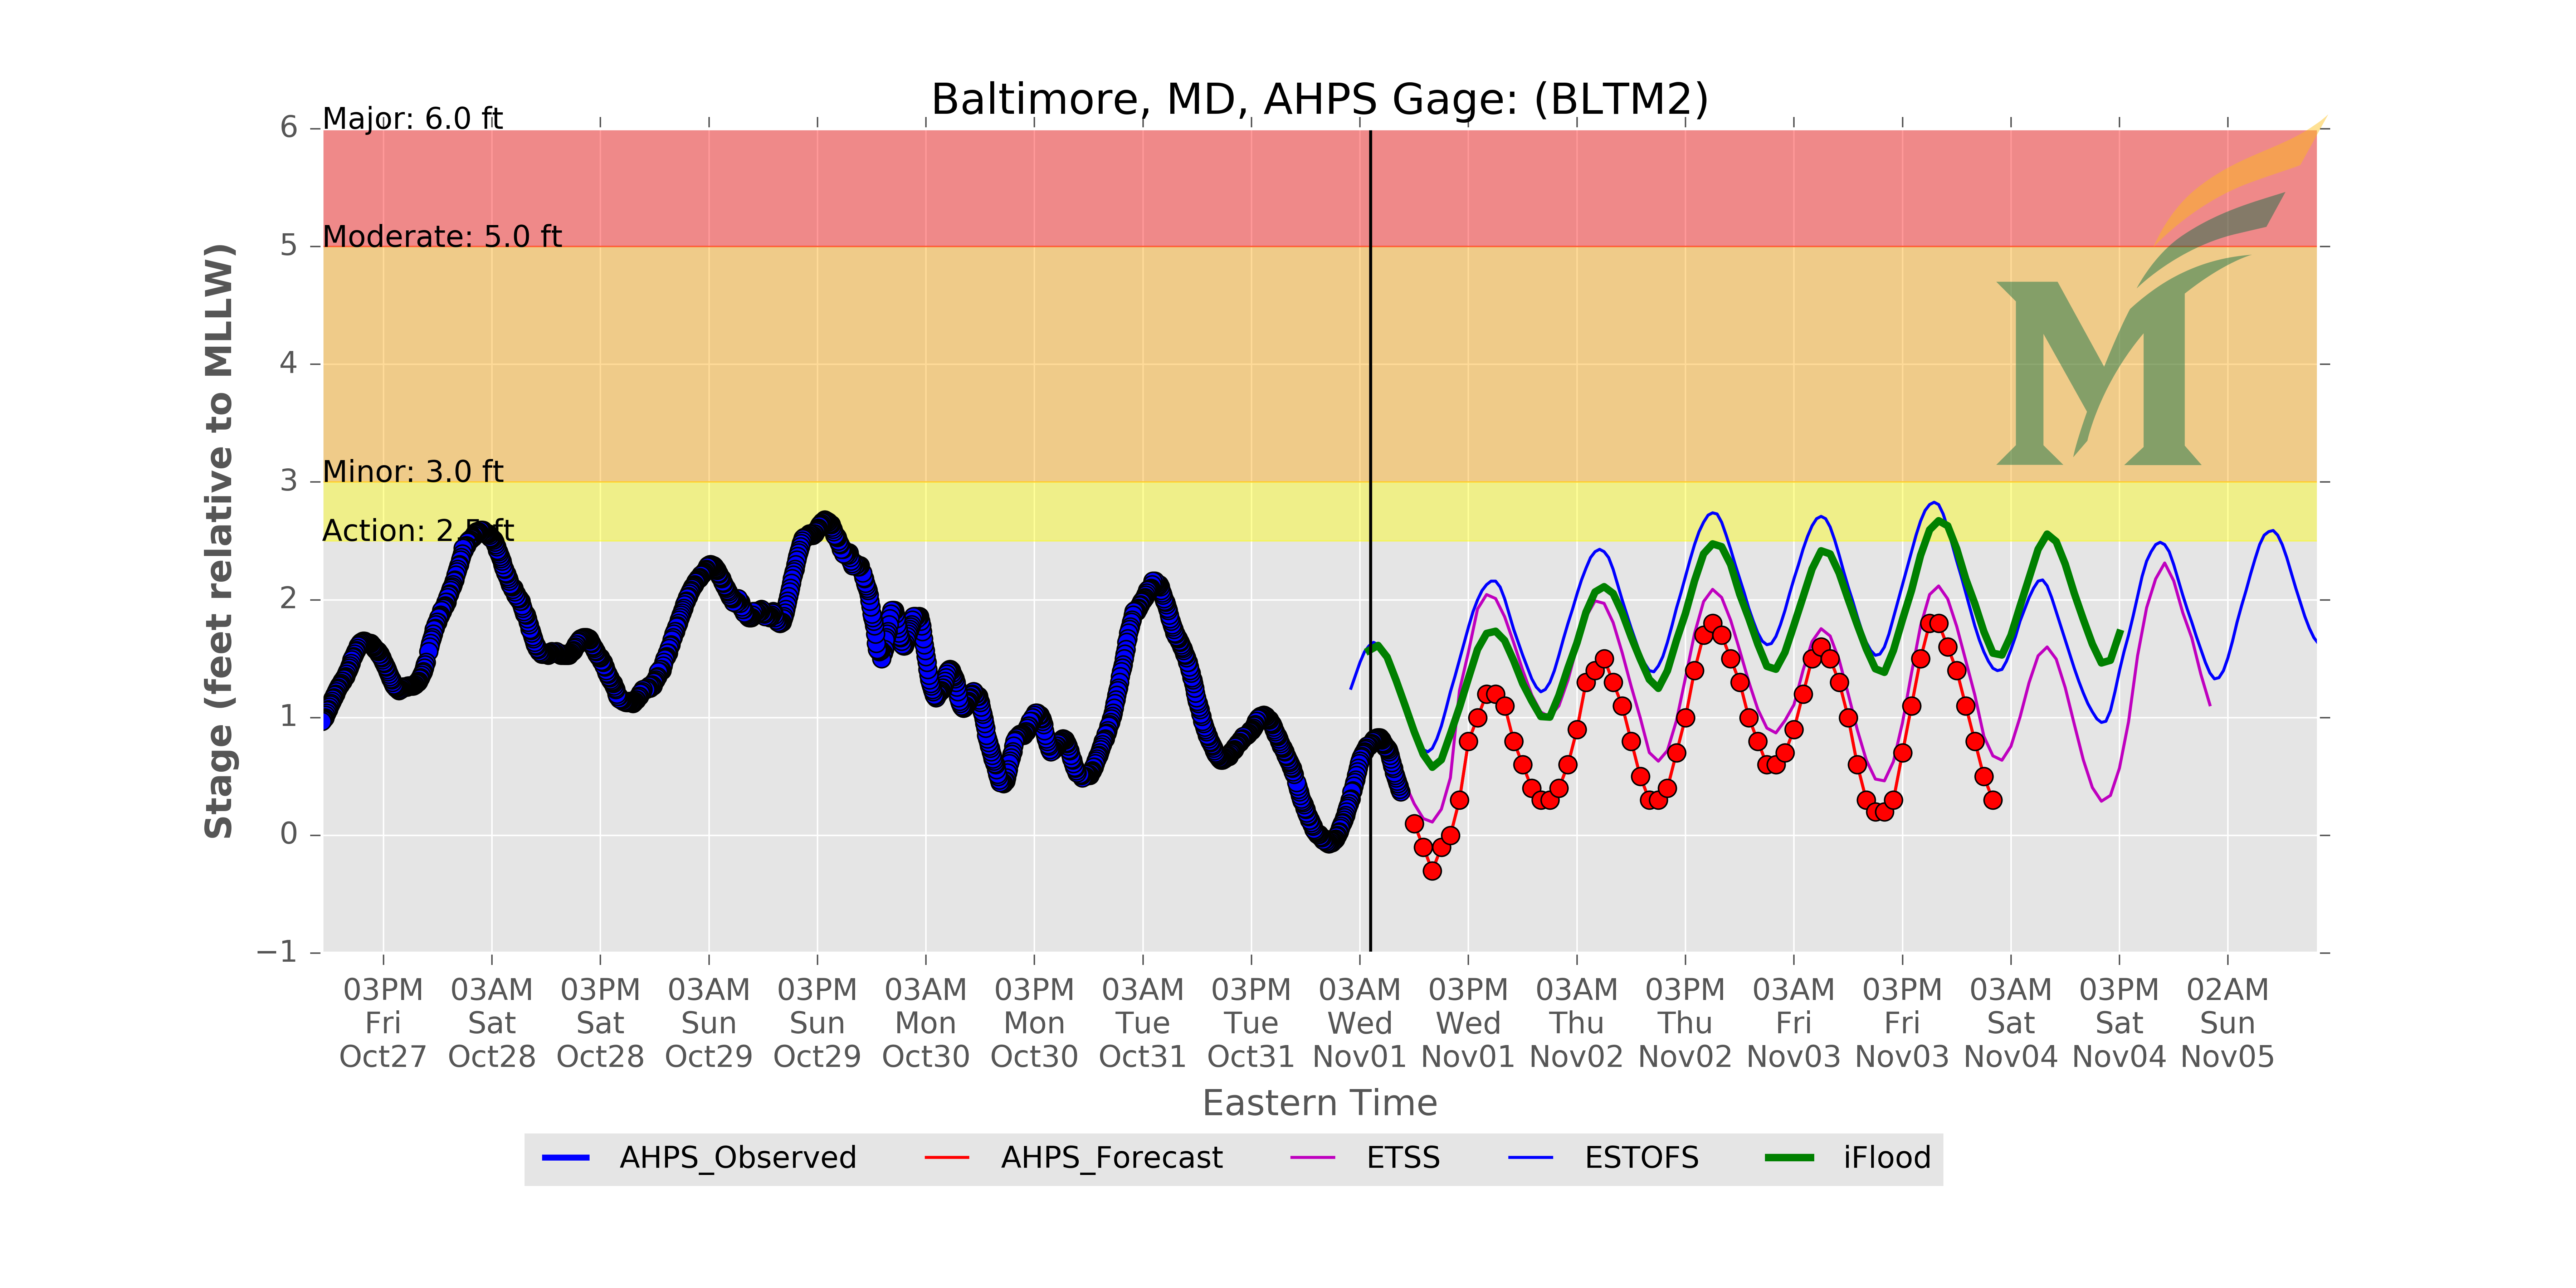 Baltimore, MD, AHPS Gage: (BLTM2)
Major: 6.0 ft
Moderate: 5.0 ft
Minor: 3.0 ft
Action: 2.5 ft
6
5
4
3
2
1
0
−1
Stage (feet relative to MLLW)
03PM Fri Oct27
03AM Sat Oct28
03PM Sat Oct28
03AM Sun Oct29
03PM Sun Oct29
03AM Mon Oct30
03PM Mon Oct30
03AM Tue Oct31
03PM Tue Oct31
03AM Wed Nov01
03PM Wed Nov01
03AM Thu Nov02
03PM Thu Nov02
03AM Fri Nov03
03PM Fri Nov03
03AM Sat Nov04
03PM Sat Nov04
02AM Sun Nov05
Eastern Time
AHPS_Observed AHPS_Forecast ETSS ESTOFS iFlood